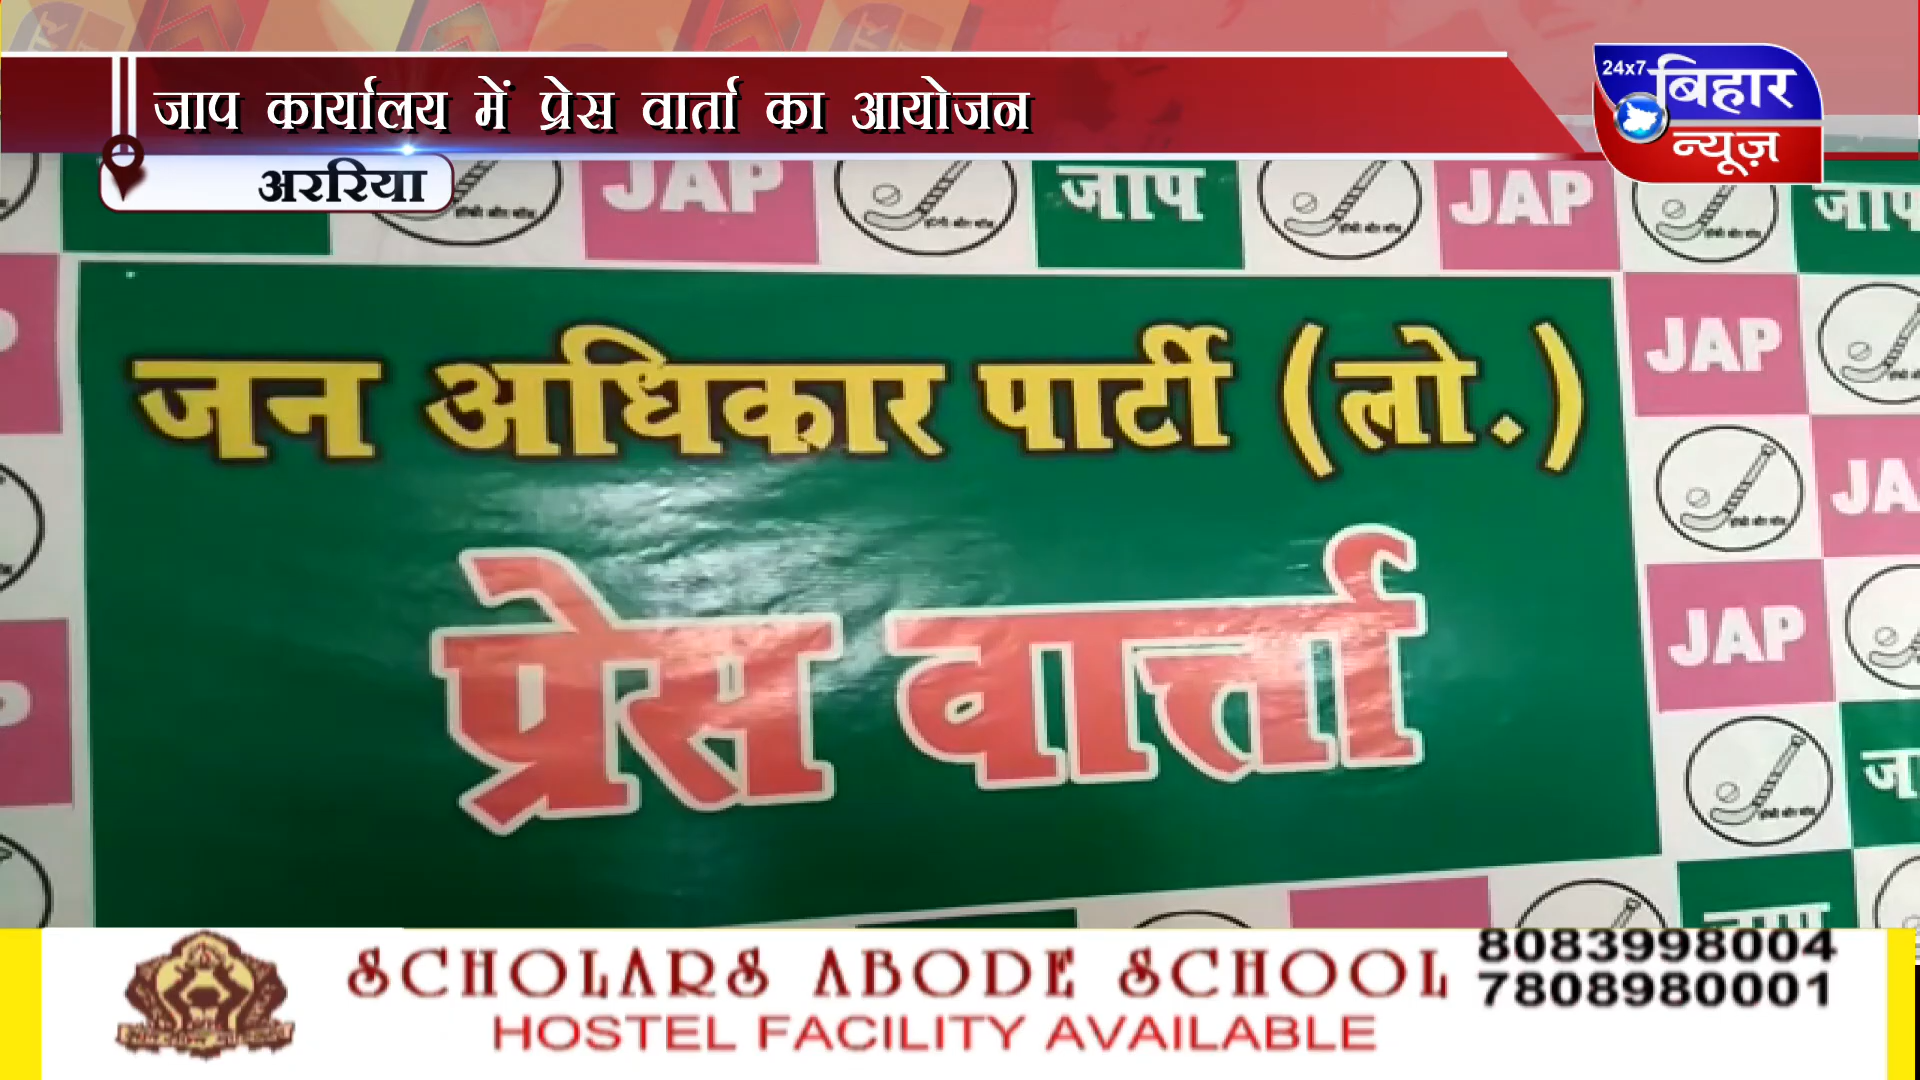 जाप कार्यालय में प्रेस वार्ता का आयोजन
24x7 बिहार
न्यूज़
अररिया
JAP जाप JAP जाप
जन अधिकार पार्टी (लो.)
JAP
JA
प्रेस वार्त्ता
JAP
SCHOLARS ABODE SCHOOL
HOSTEL FACILITY AVAILABLE
8083998004
7808980001